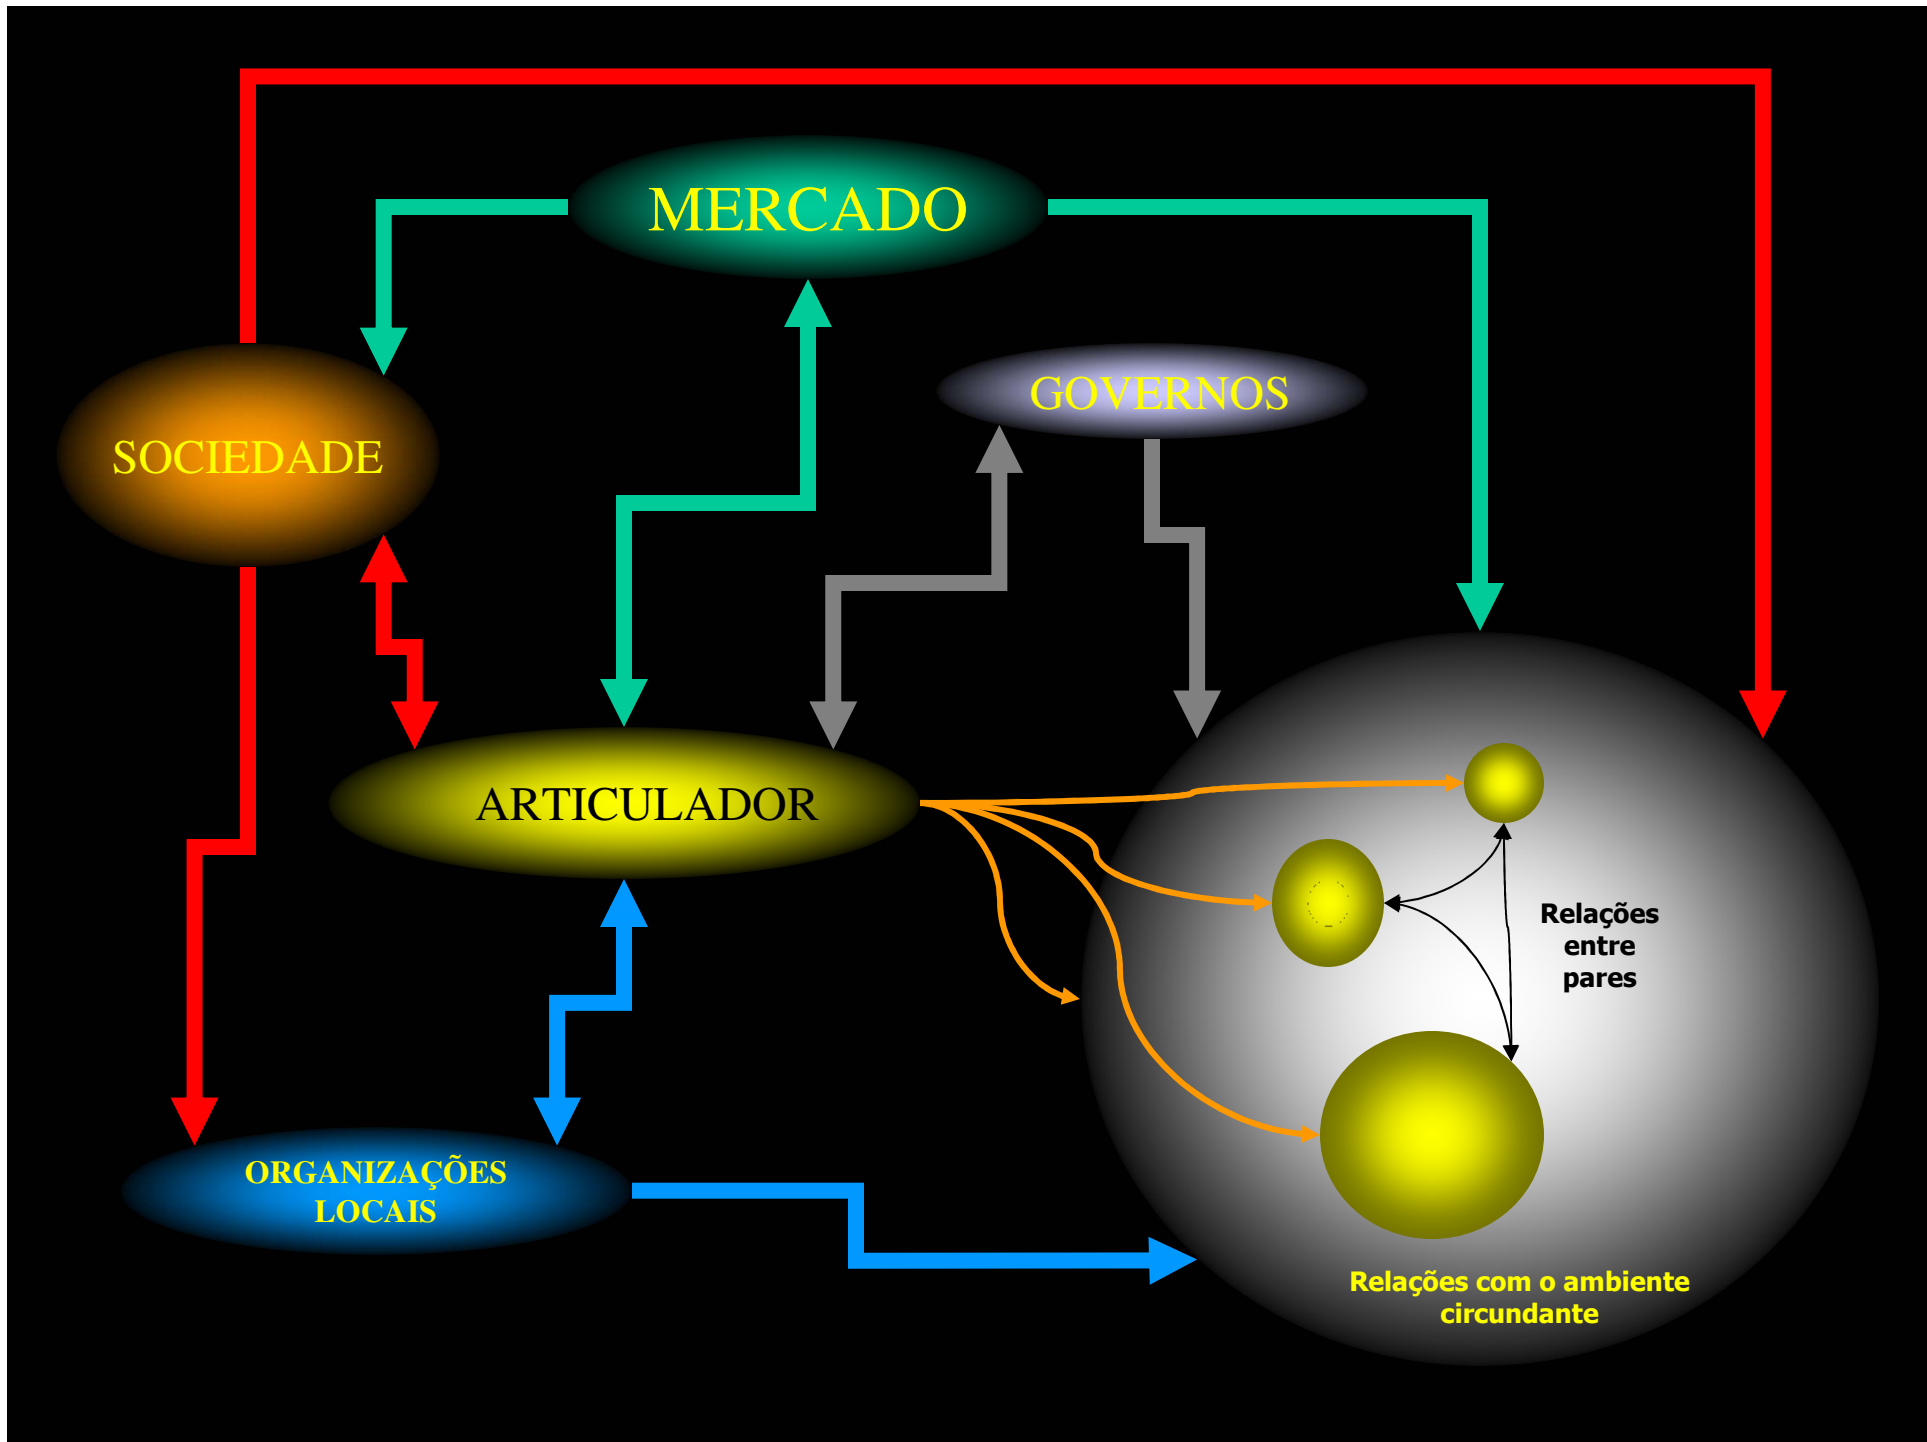 MERCADO
GOVERNOS
SOCIEDADE
ARTICULADOR
Relações
entre
pares
ORGANIZAÇÕES
LOCAIS
Relações com o ambiente
circundante